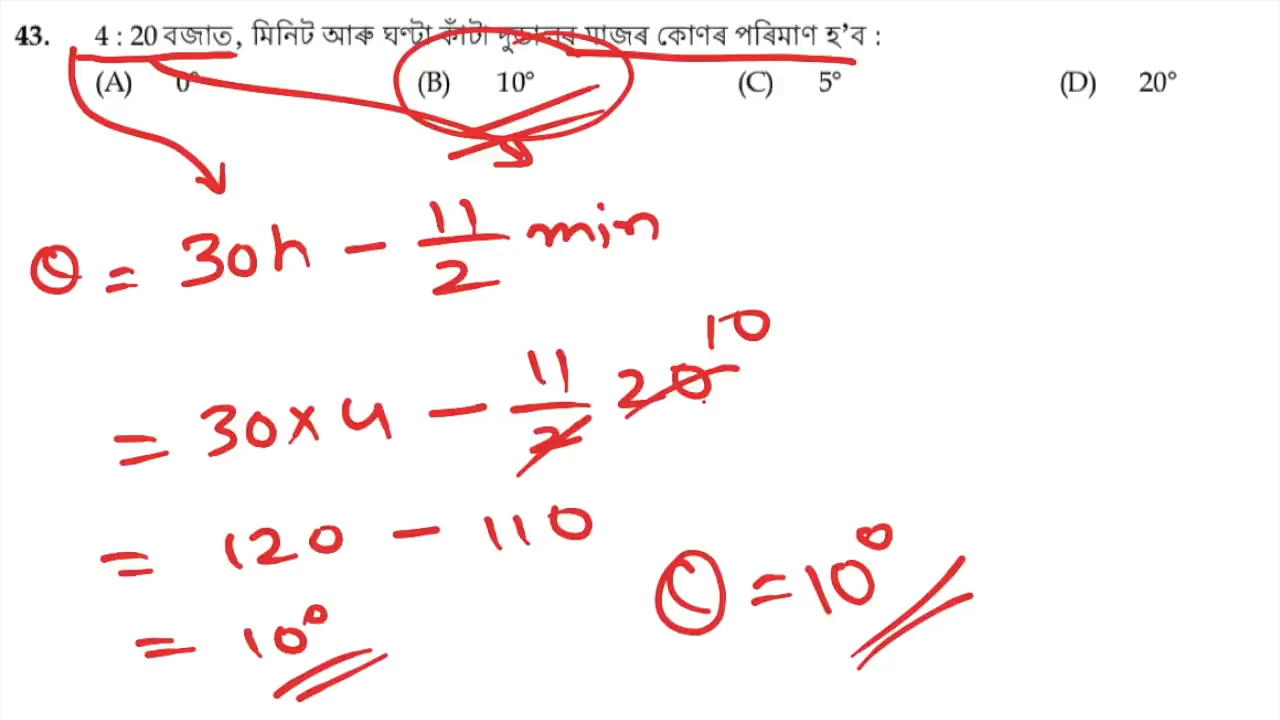 43. 4 : 20 বজাত, মিনিট আৰু ঘণ্টা কাঁটা দুডালৰ মাজৰ কোণৰ পৰিমাণ হ’ব :
(A) 0° (B) 10° (C) 5° (D) 20°
θ = 30h - 11/2 min
= 30 × 4 - 11/2 20 10
= 120 - 110
= 10°
θ = 10°